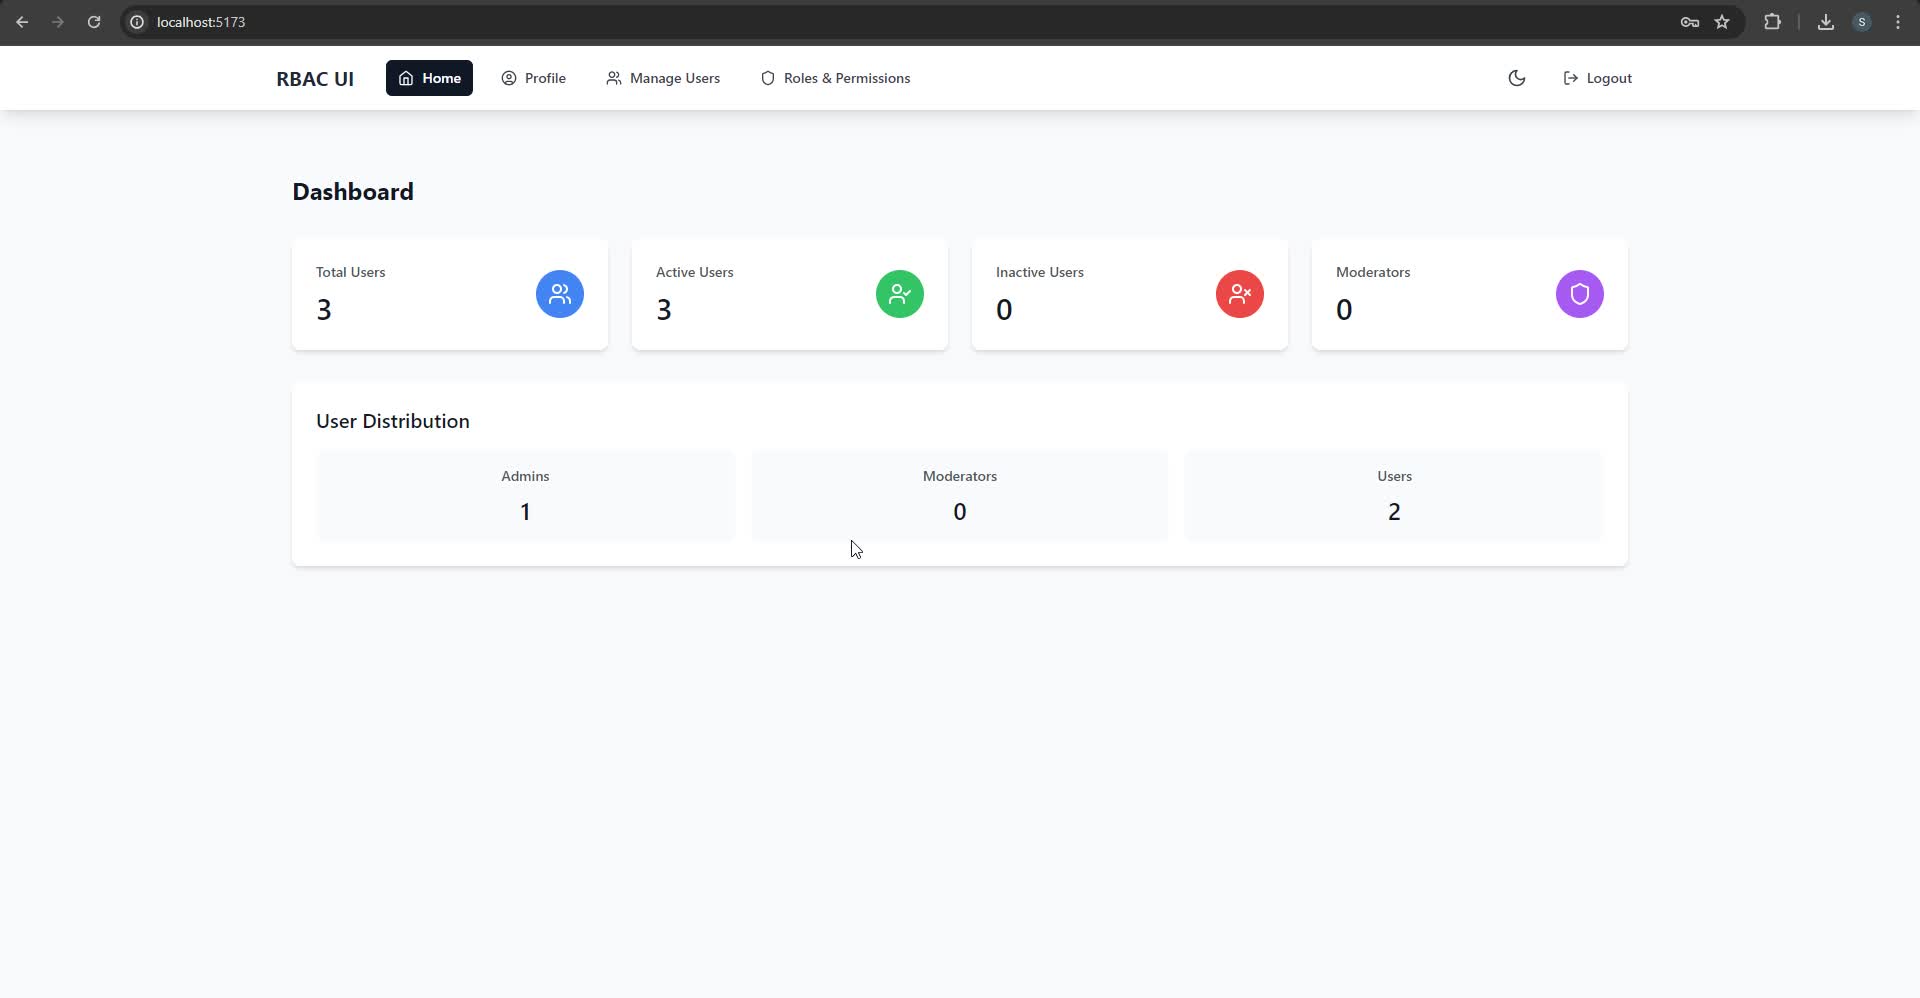 localhost:5173
S
RBAC UI
Home
Profile
Manage Users
Roles & Permissions
Logout
Dashboard
Total Users
3
Active Users
3
Inactive Users
0
Moderators
0
User Distribution
Admins
1
Moderators
0
Users
2